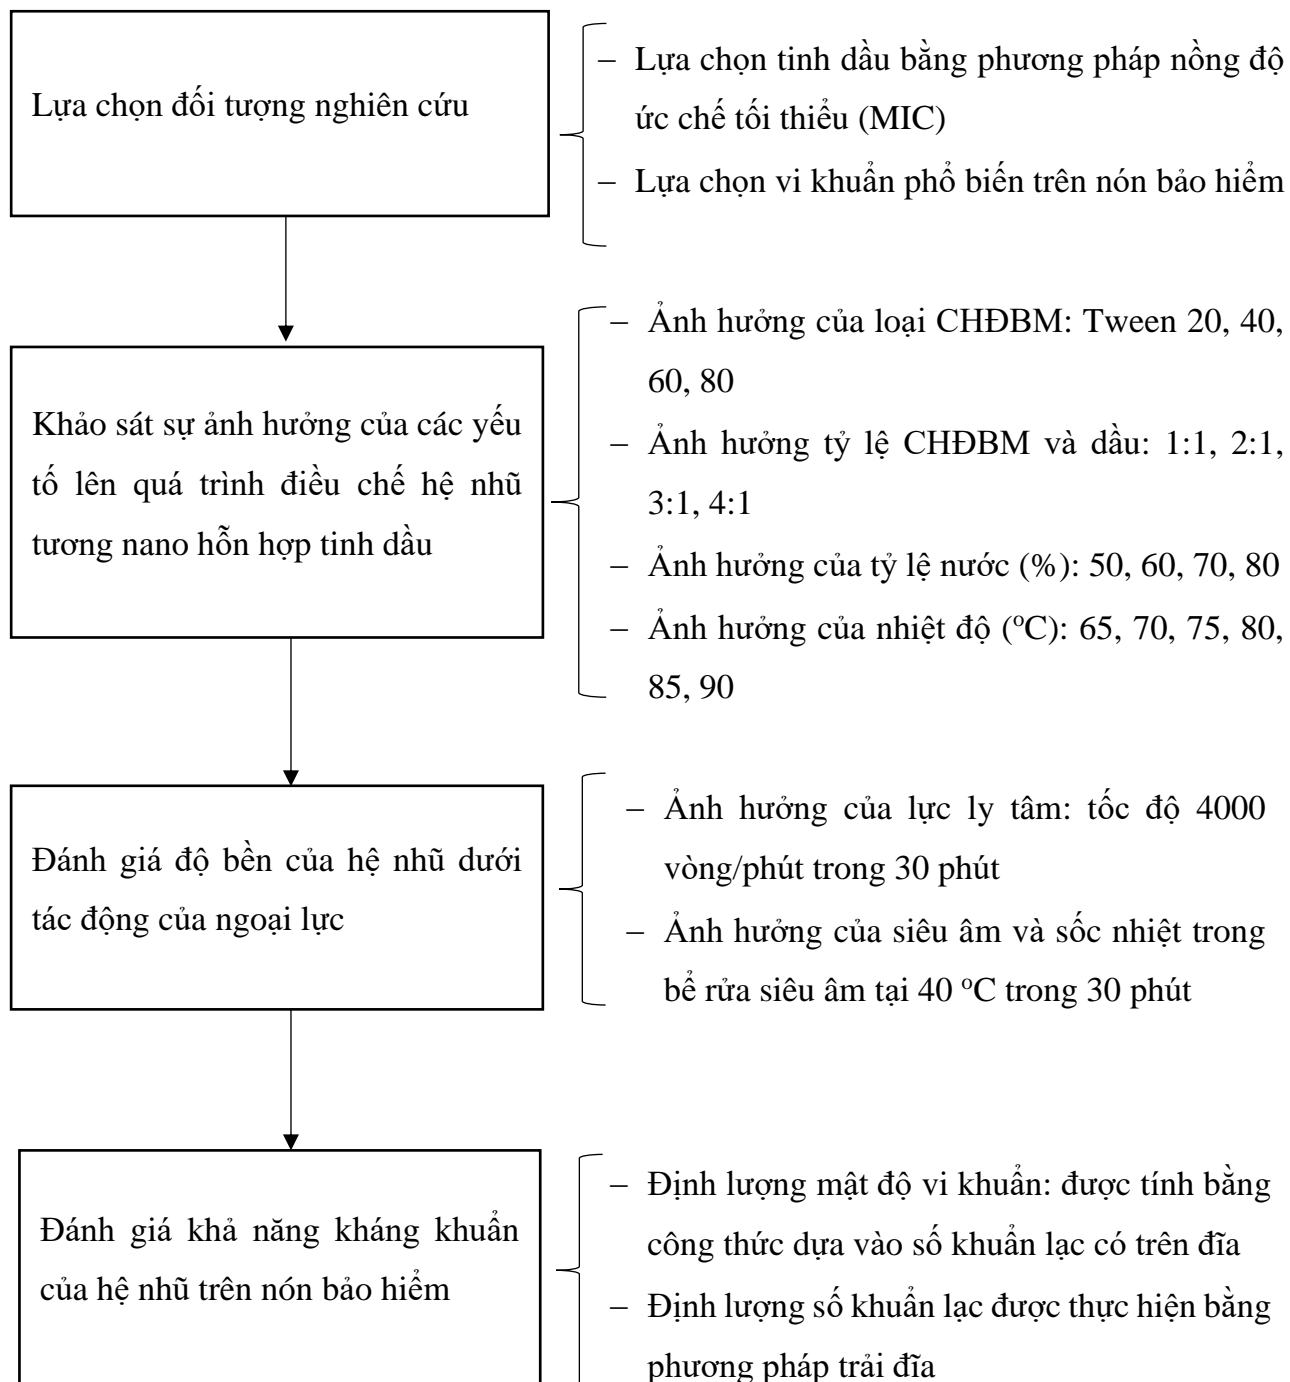 Lựa chọn đối tượng nghiên cứu
– Lựa chọn tinh dầu bằng phương pháp nồng độ
ức chế tối thiểu (MIC)
– Lựa chọn vi khuẩn phổ biến trên nón bảo hiểm
Khảo sát sự ảnh hưởng của các yếu
tố lên quá trình điều chế hệ nhũ
tương nano hỗn hợp tinh dầu
– Ảnh hưởng của loại CHĐBM: Tween 20, 40,
60, 80
– Ảnh hưởng tỷ lệ CHĐBM và dầu: 1:1, 2:1,
3:1, 4:1
– Ảnh hưởng của tỷ lệ nước (%): 50, 60, 70, 80
– Ảnh hưởng của nhiệt độ (ºC): 65, 70, 75, 80,
85, 90
Đánh giá độ bền của hệ nhũ dưới
tác động của ngoại lực
– Ảnh hưởng của lực ly tâm: tốc độ 4000
vòng/phút trong 30 phút
– Ảnh hưởng của siêu âm và sốc nhiệt trong
bể rửa siêu âm tại 40 ºC trong 30 phút
Đánh giá khả năng kháng khuẩn
của hệ nhũ trên nón bảo hiểm
– Định lượng mật độ vi khuẩn: được tính bằng
công thức dựa vào số khuẩn lạc có trên đĩa
– Định lượng số khuẩn lạc được thực hiện bằng
phương pháp trải đĩa